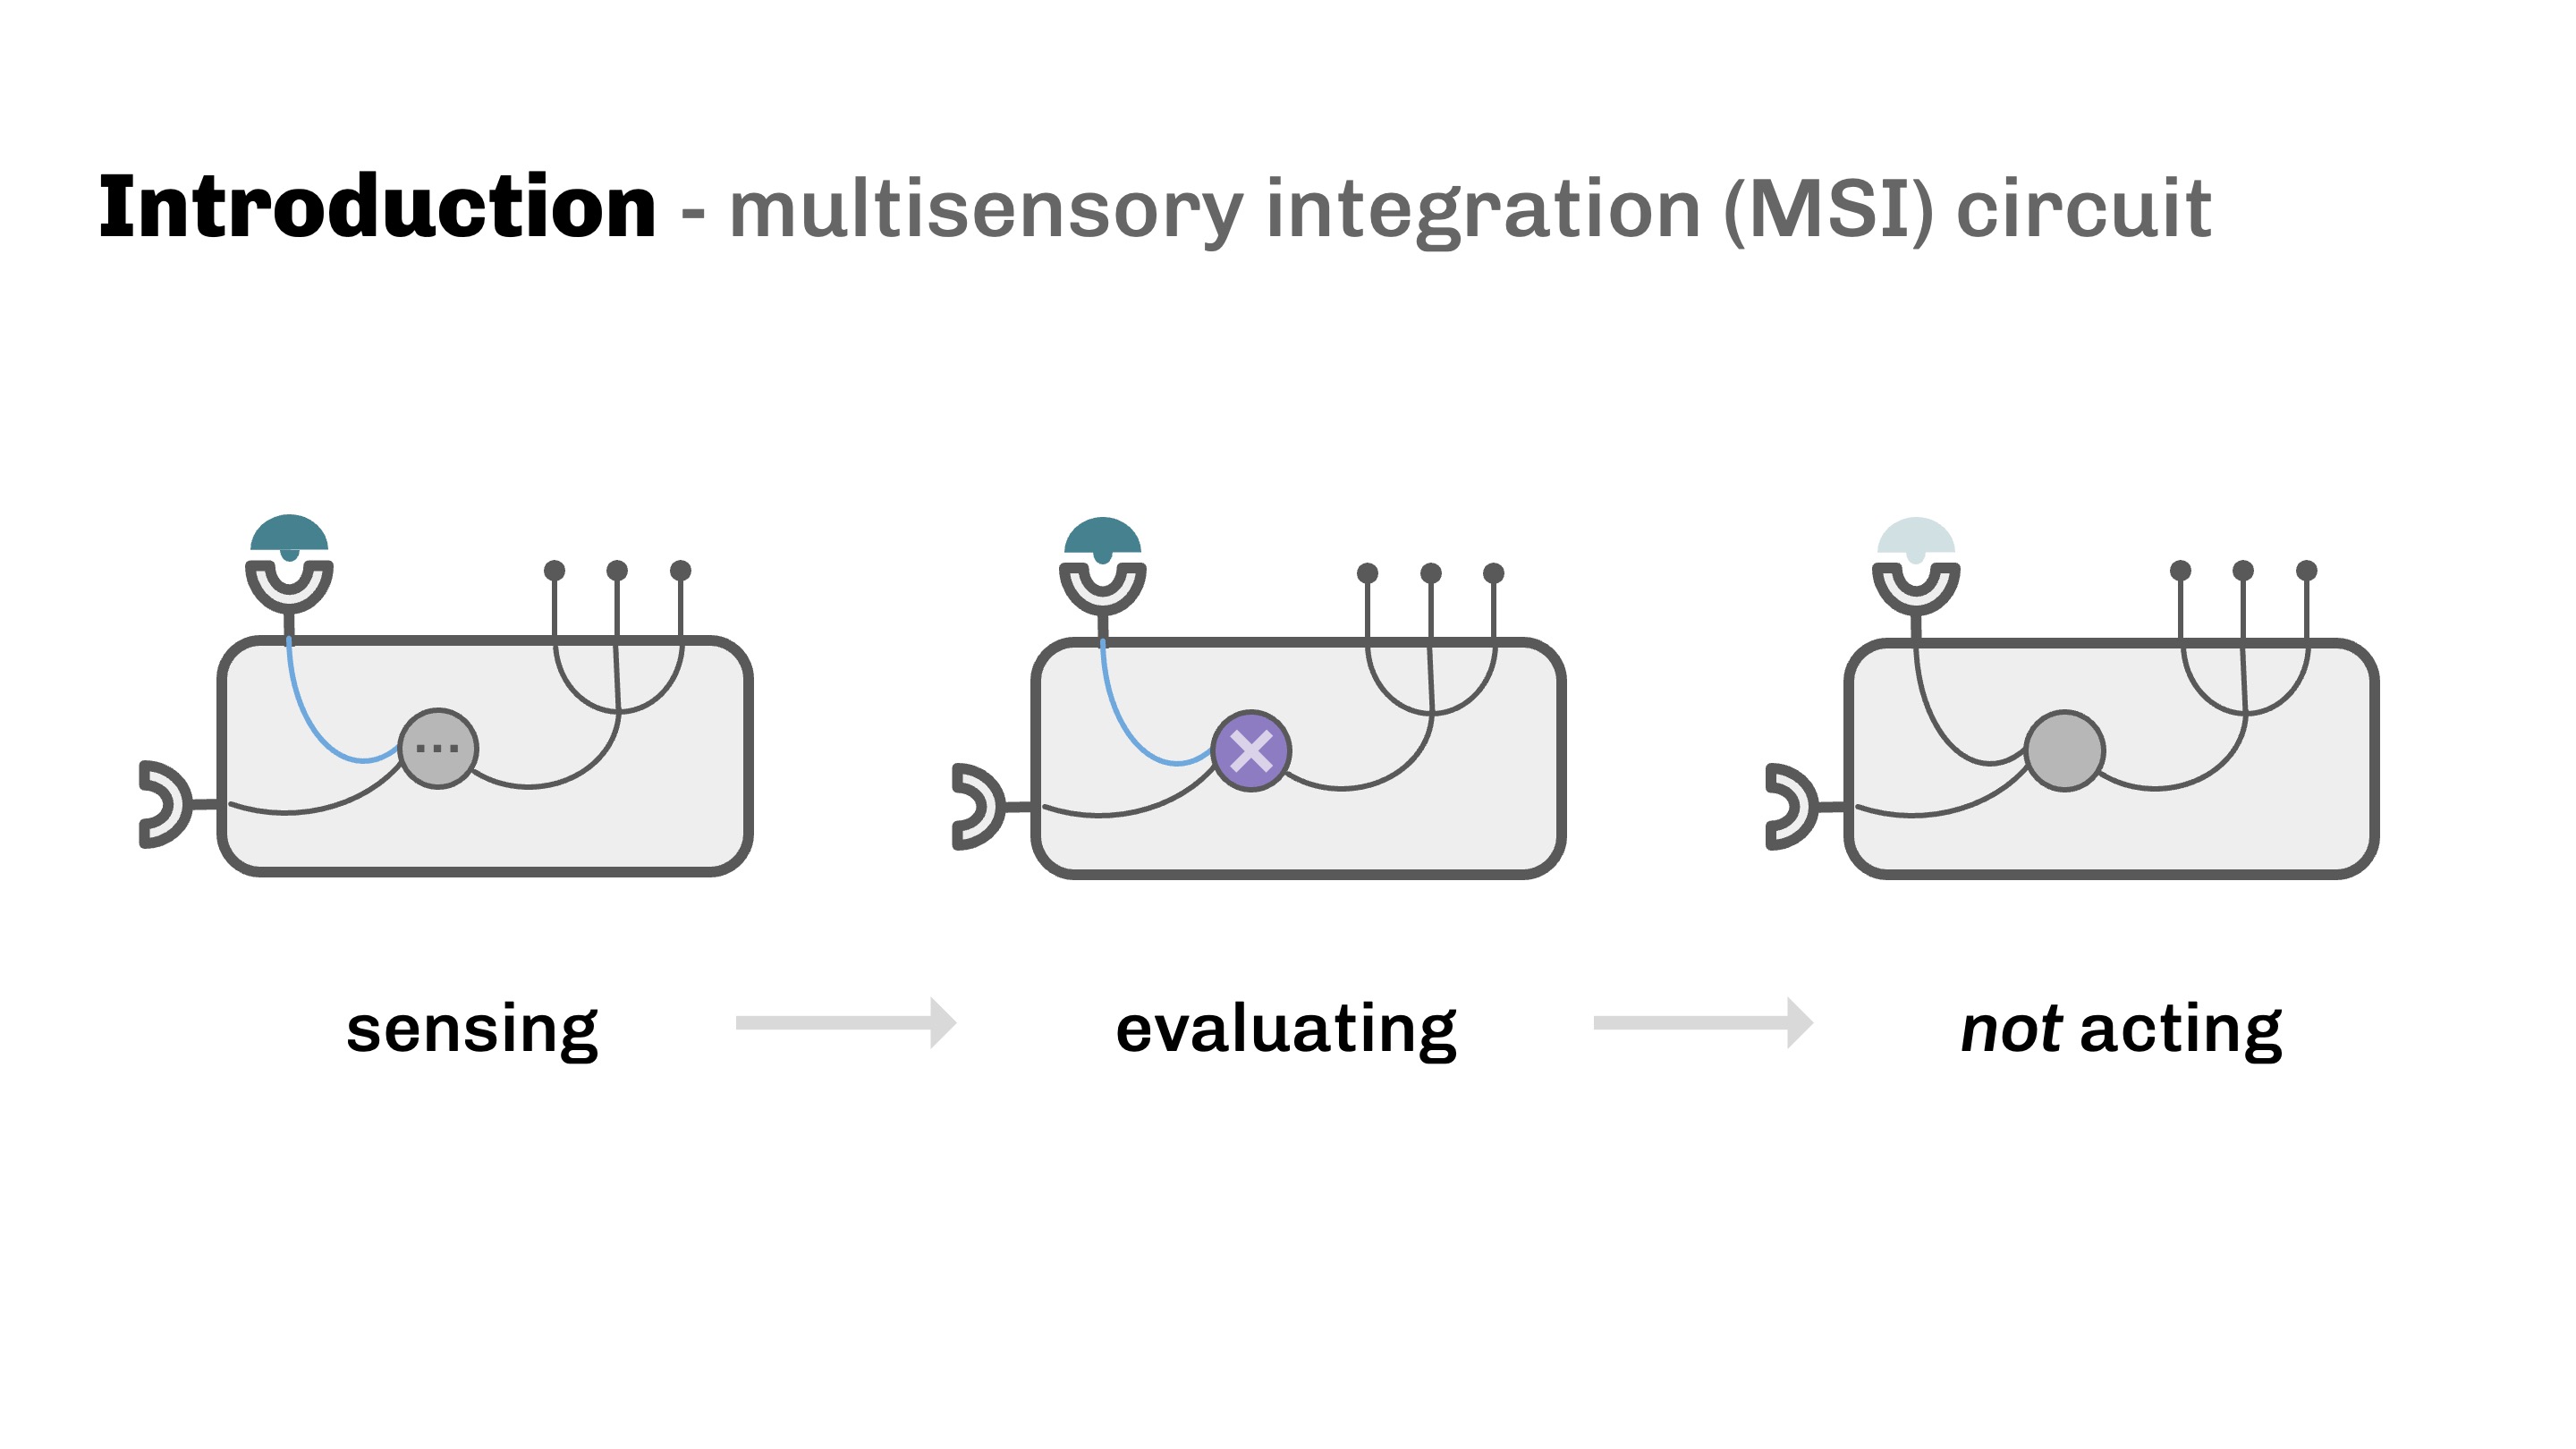 Introduction - multisensory integration (MSI) circuit
sensing
evaluating
not acting